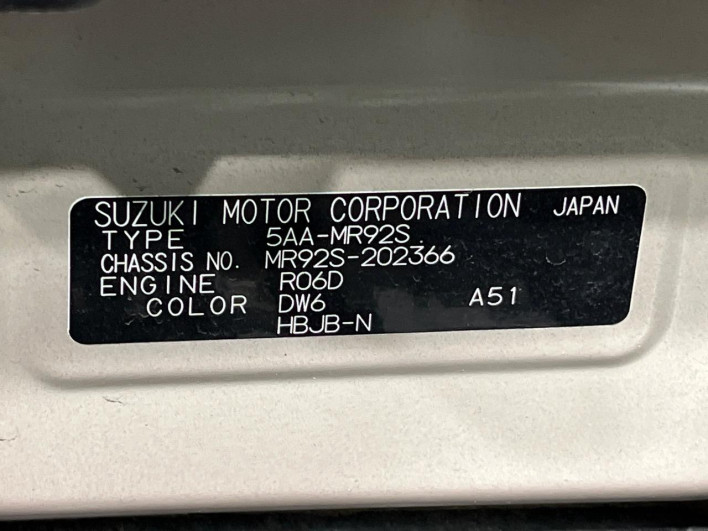 SUZUKI MOTOR CORPORATION JAPAN
TYPE 5AA-MR92S
CHASSIS NO. MR92S-202366
ENGINE R06D
COLOR DW6 A51
HBJB-N